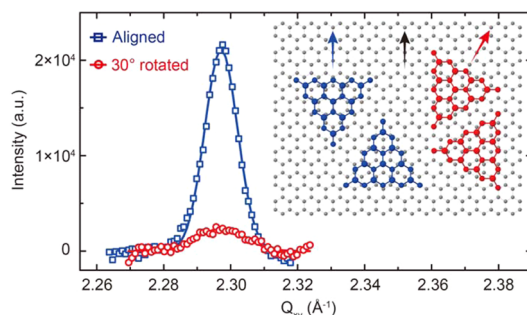 Aligned
30° rotated
Intensity (a.u.)
2×10⁴
1×10⁴
0
2.26 2.28 2.30 2.32 2.34 2.36 2.38
(Å⁻¹)